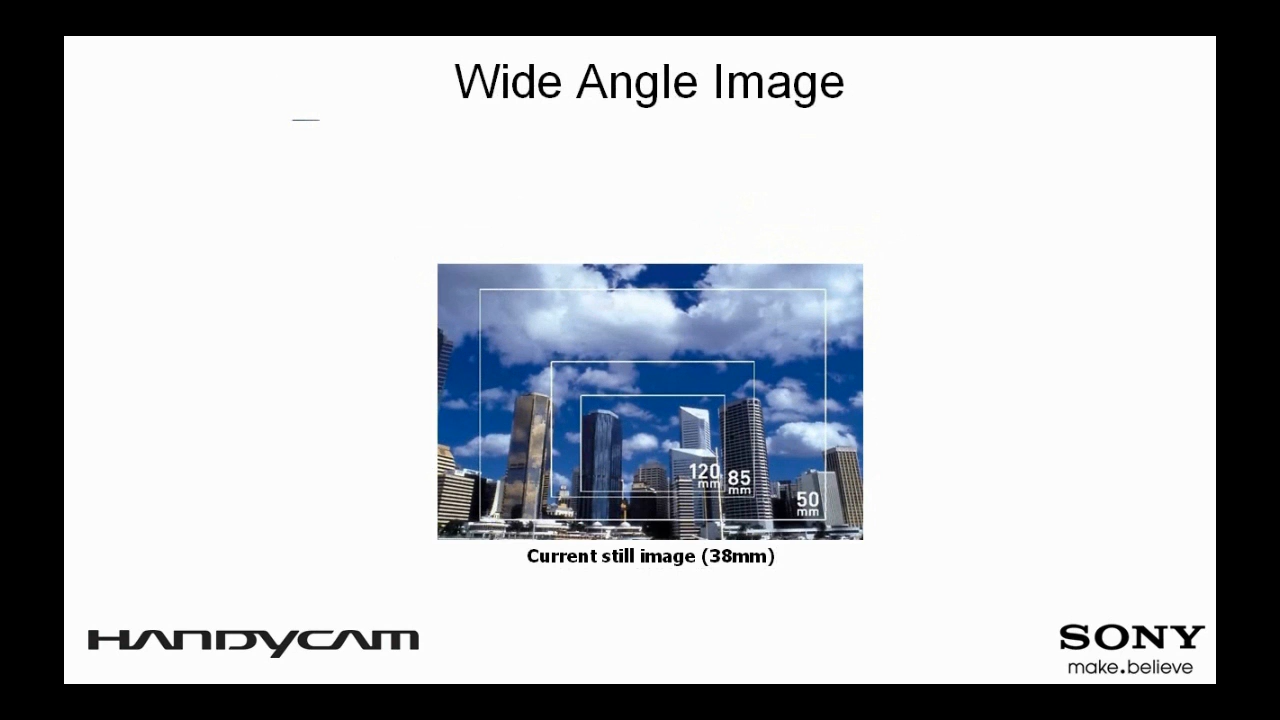 Wide Angle Image
120
mm
85
mm
50
mm
Current still image (38mm)
HANDYCAM
SONY
make.believe